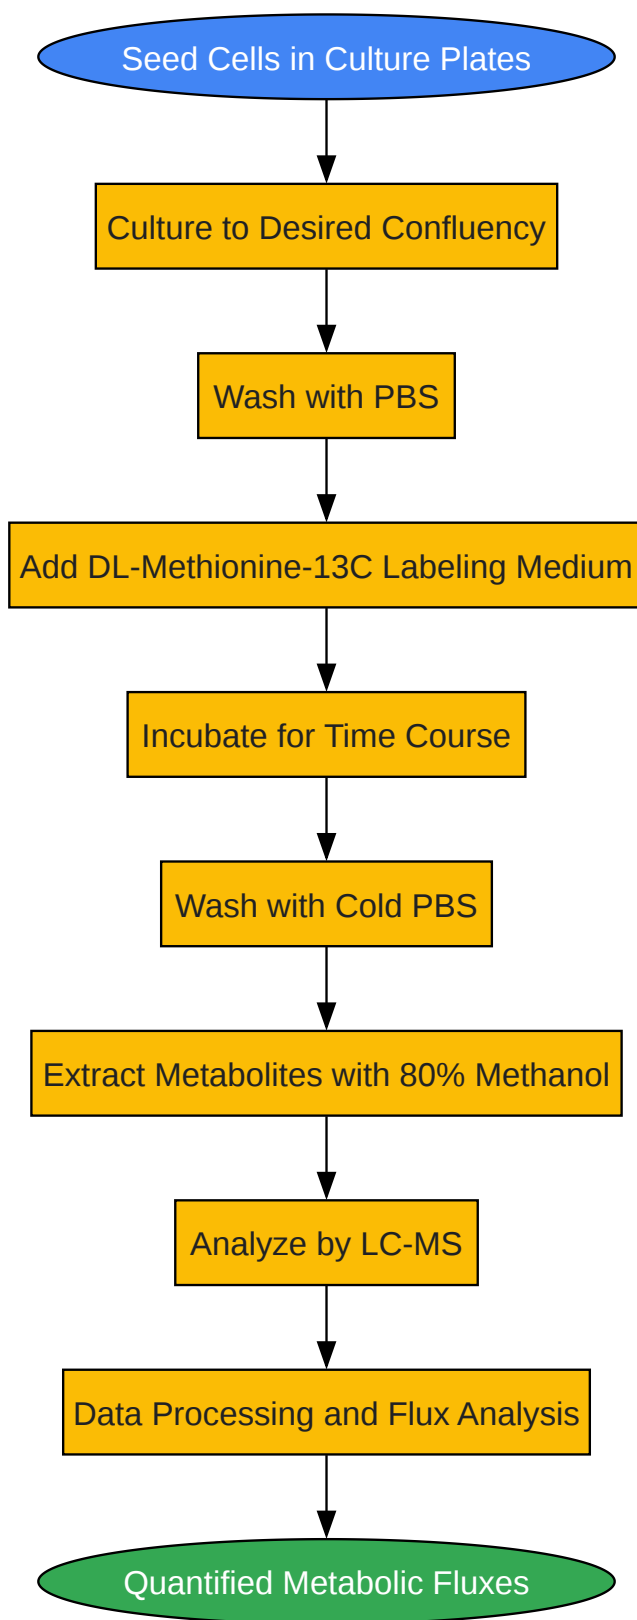 Seed Cells in Culture Plates
Culture to Desired Confluency
Wash with PBS
Add DL-Methionine-13C Labeling Medium
Incubate for Time Course
Wash with Cold PBS
Extract Metabolites with 80% Methanol
Analyze by LC-MS
Data Processing and Flux Analysis
Quantified Metabolic Fluxes